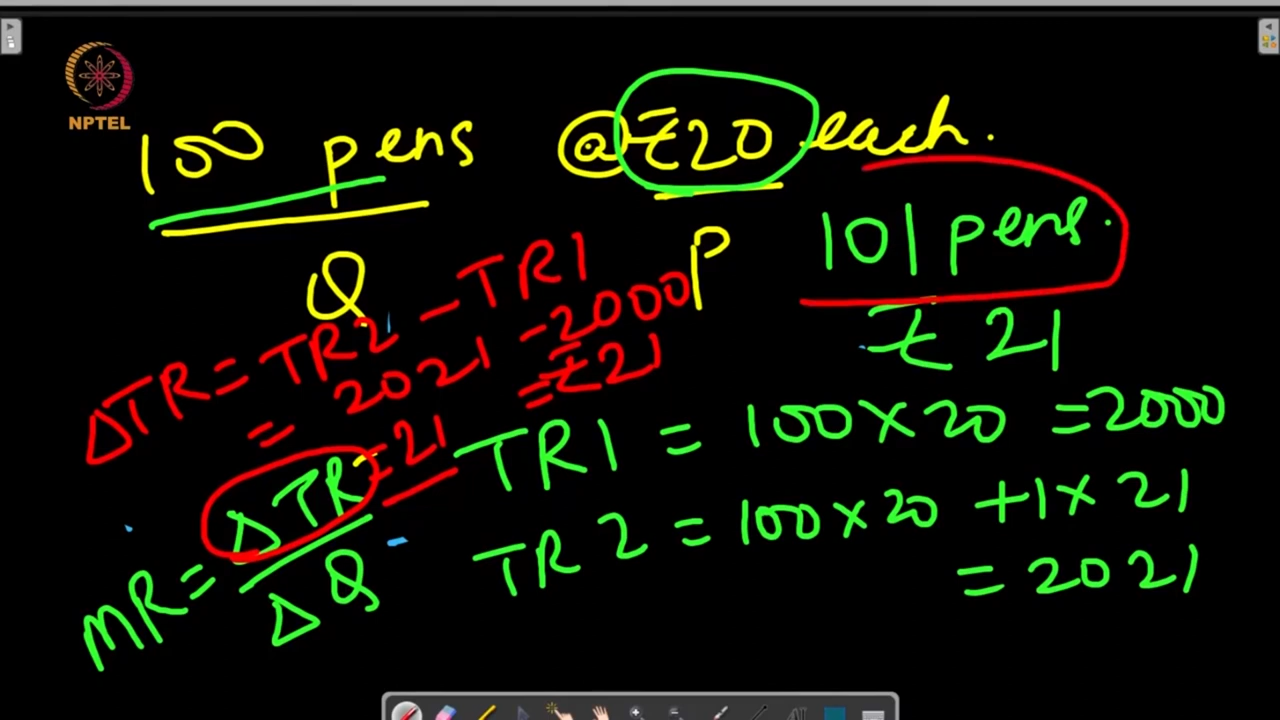 NPTEL
100 pens @ ₹20 each.
Q P
101 pens.
₹ 21
ΔTR = TR2 - TR1
= 2021 - 2000
= ₹21
TR1 = 100 × 20 = 2000
TR2 = 100 × 20 + 1 × 21
= 2021
MR = ΔTR / ΔQ = 21